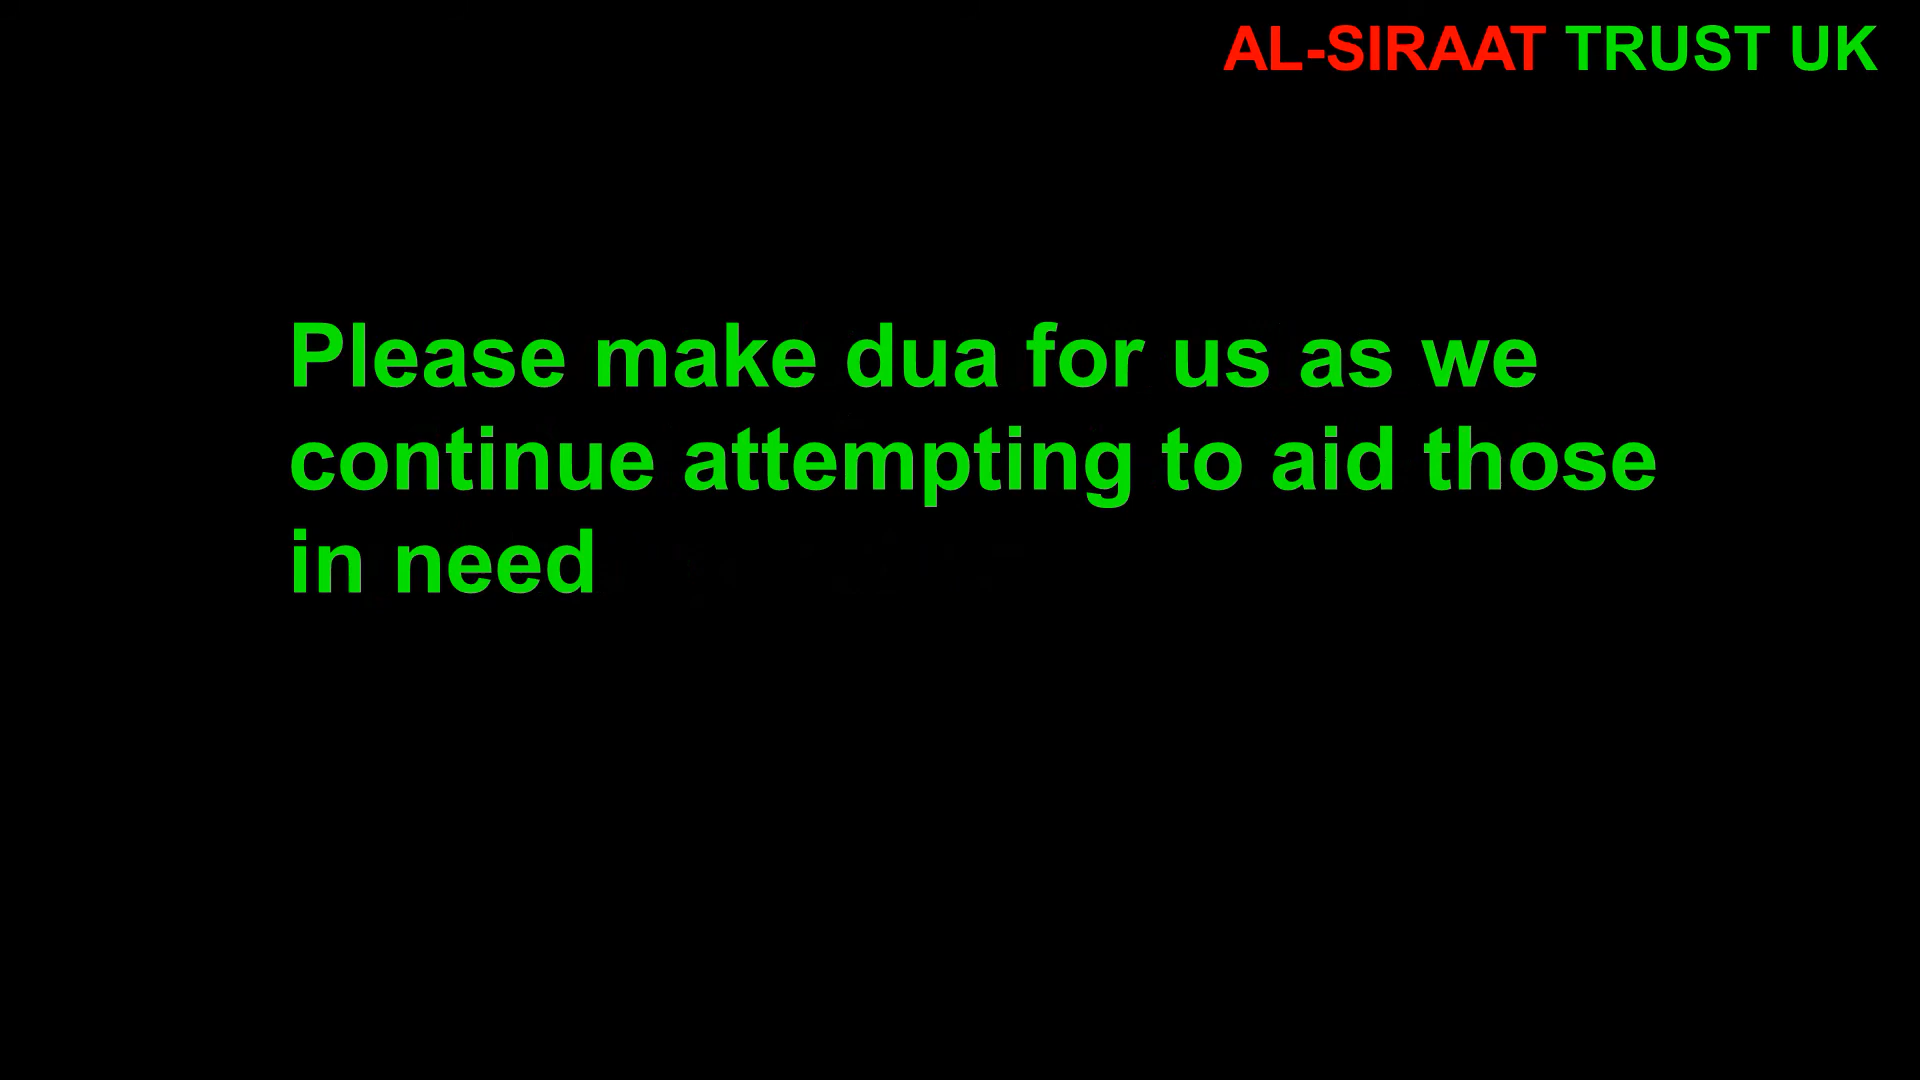 AL-SIRAAT TRUST UK
Please make dua for us as we
continue attempting to aid those
in need